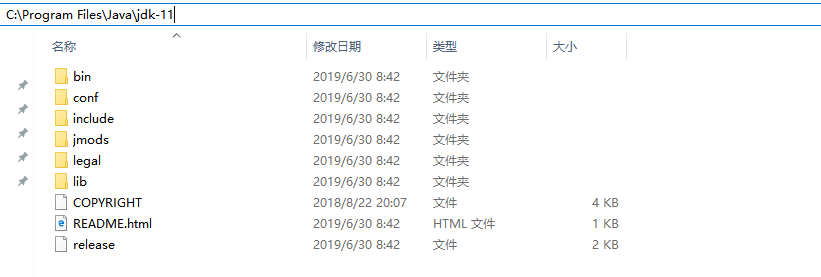 C:\Program Files\Java\jdk-11
名称 修改日期 类型 大小
bin 2019/6/30 8:42 文件夹
conf 2019/6/30 8:42 文件夹
include 2019/6/30 8:42 文件夹
jmods 2019/6/30 8:42 文件夹
legal 2019/6/30 8:42 文件夹
lib 2019/6/30 8:42 文件夹
COPYRIGHT 2018/8/22 20:07 文件 4 KB
README.html 2019/6/30 8:42 HTML 文件 1 KB
release 2019/6/30 8:42 文件 2 KB